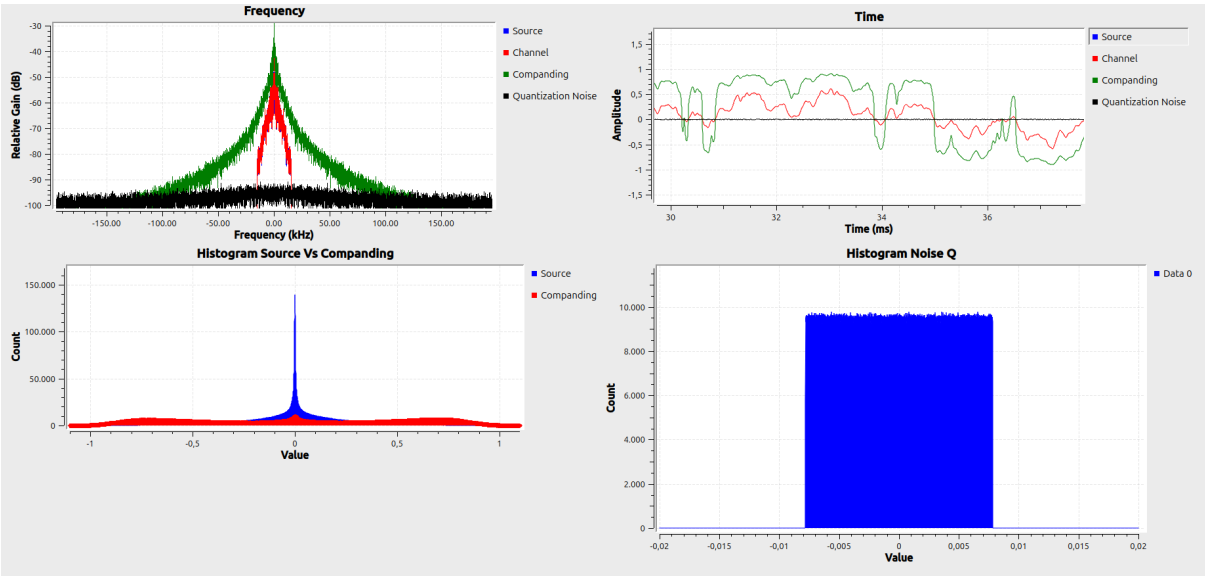 Frequency
Relative Gain (dB)
-30
-40
-50
-60
-70
-80
-90
-100
-150.00 -100.00 -50.00 0.00 50.00 100.00 150.00
Frequency (kHz)
Source
Channel
Companding
Quantization Noise
Time
Amplitude
1,5
1
0,5
0
-0,5
-1
-1,5
30 32 34 36
Time (ms)
Source
Channel
Companding
Quantization Noise
Histogram Source Vs Companding
Count
150.000
100.000
50.000
0
-1 -0,5 0 0,5 1
Value
Source
Companding
Histogram Noise Q
Count
10.000
8.000
6.000
4.000
2.000
0
-0,02 -0,015 -0,01 -0,005 0 0,005 0,01 0,015 0,02
Value
Data 0